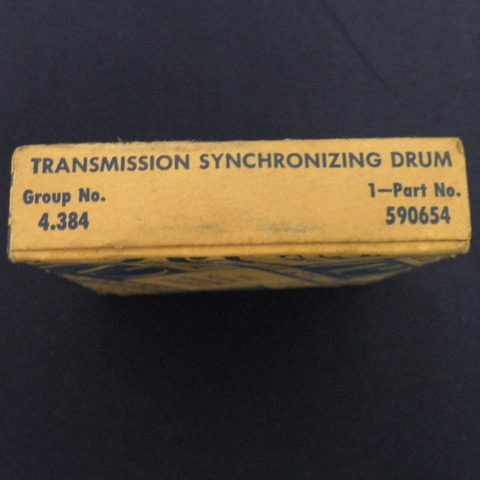 TRANSMISSION SYNCHRONIZING DRUM
Group No. 1—Part No.
4.384 590654